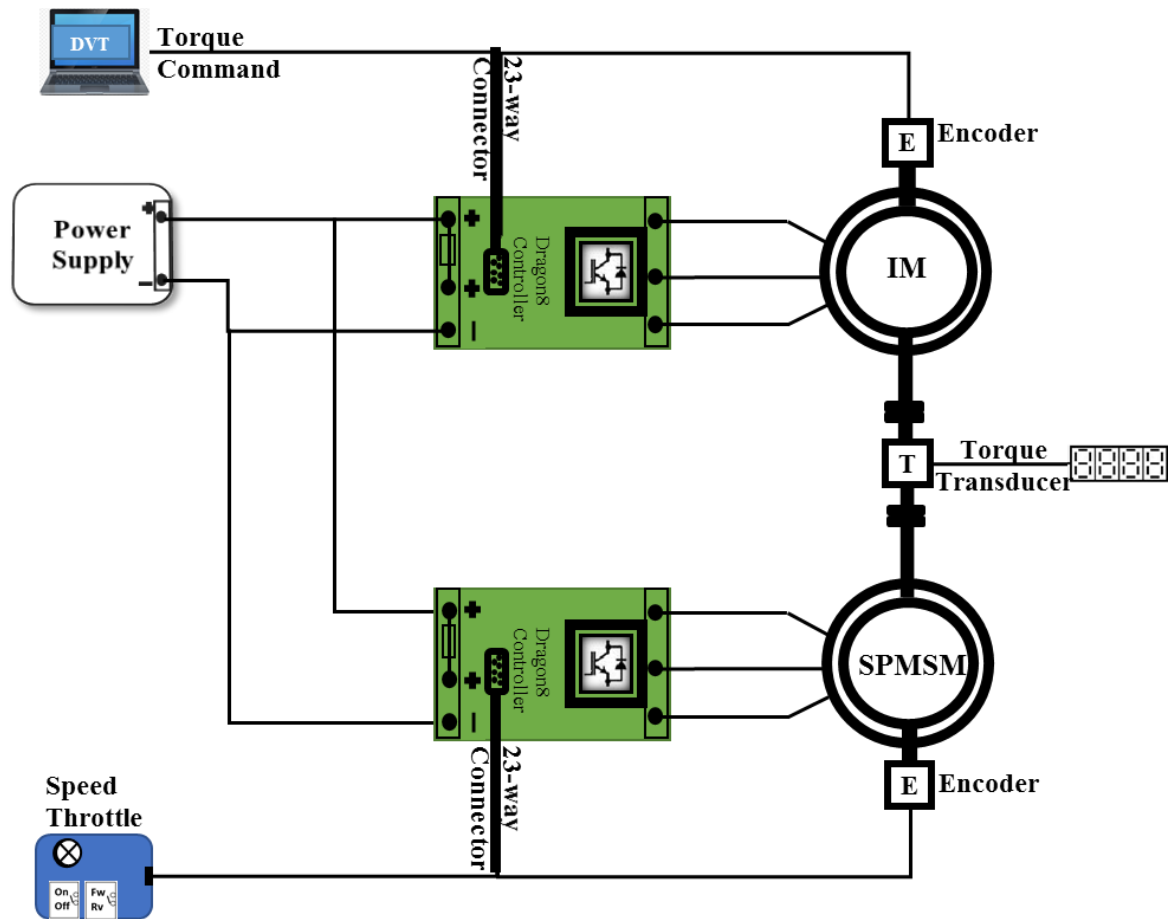 DVT
Torque
Command
23-way
Connector
E
Encoder
+
Power
Supply
−
+
+
−
Dragon8
Controller
IM
T
Torque
Transducer
8888
+
+
−
Dragon8
Controller
SPMSM
23-way
Connector
E
Encoder
Speed
Throttle
On
Off
Fw
Rv